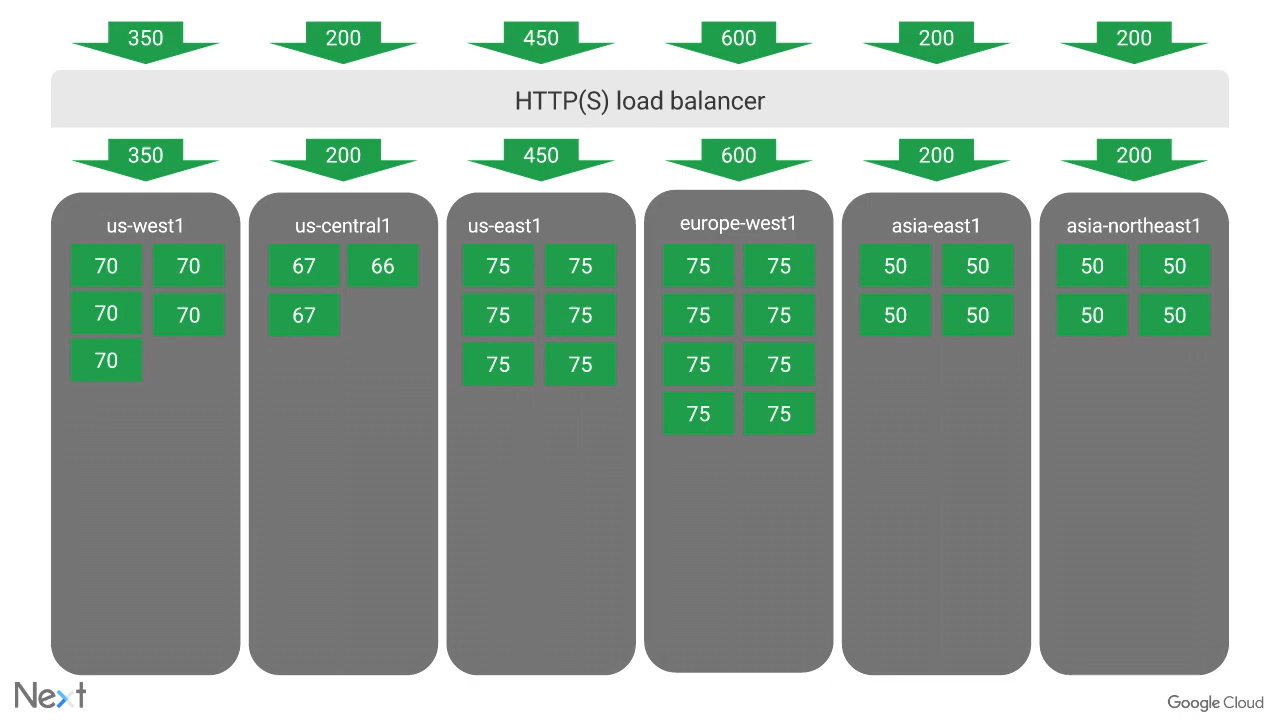 350 200 450 600 200 200
HTTP(S) load balancer
350 200 450 600 200 200
us-west1
70 70
70 70
70
us-central1
67 66
67
us-east1
75 75
75 75
75 75
europe-west1
75 75
75 75
75 75
75 75
asia-east1
50 50
50 50
asia-northeast1
50 50
50 50
Next
Google Cloud